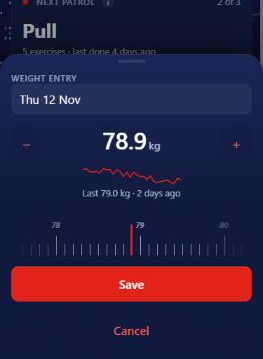 NEXT PATROL i 2 of 3
Pull
5 exercises · last done 4 days ago
WEIGHT ENTRY
Thu 12 Nov
− 78.9 kg +
Last 79.0 kg · 2 days ago
78 79 80
Save
Cancel